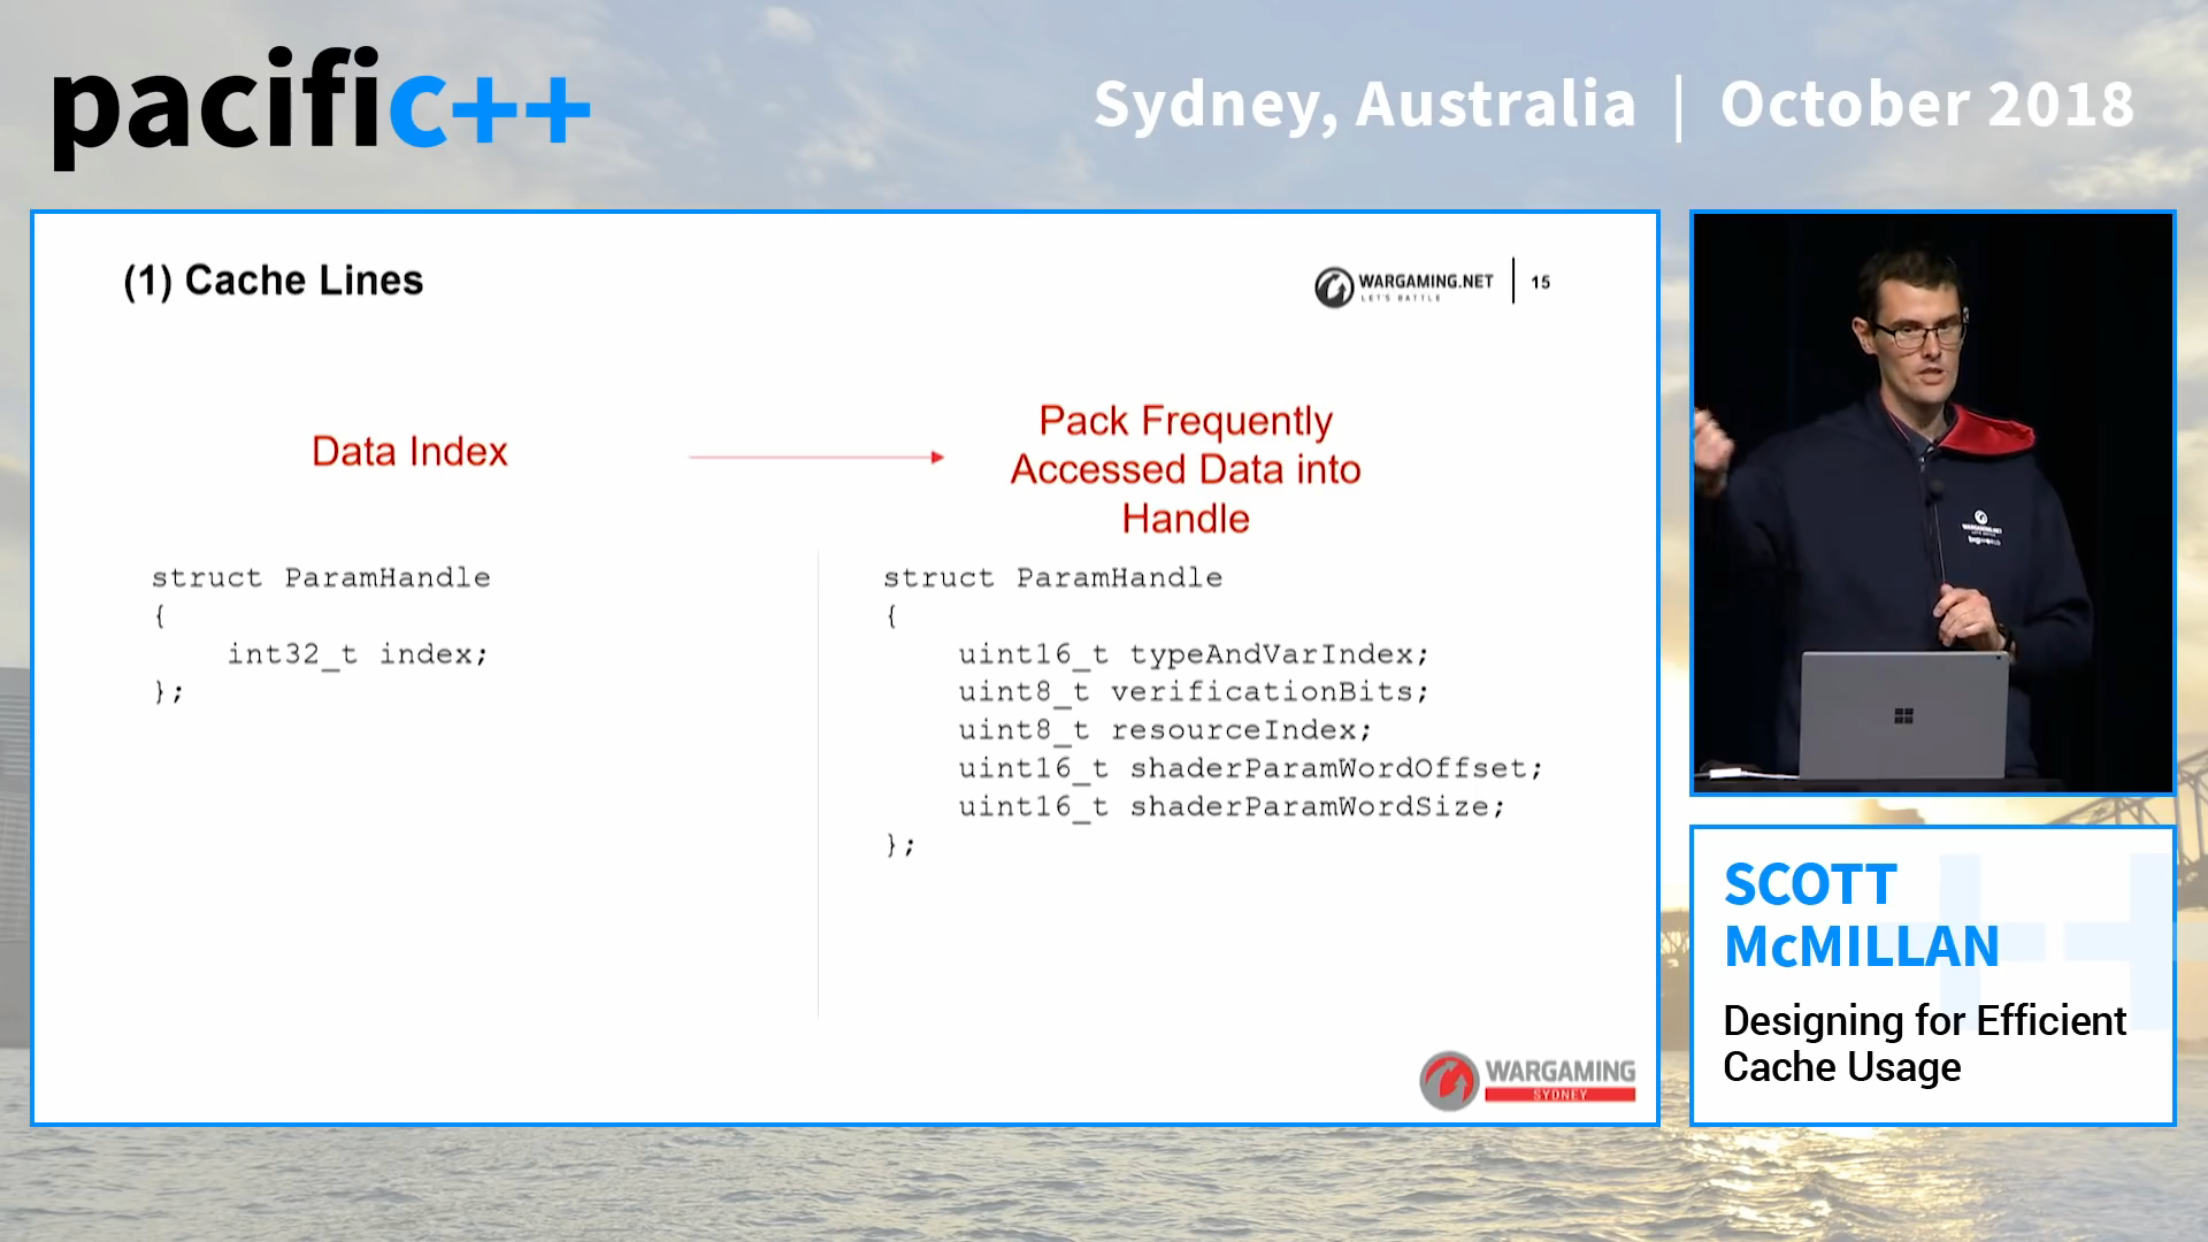 pacific++
Sydney, Australia | October 2018
(1) Cache Lines
WARGAMING.NET
LET'S BATTLE
15
Data Index
Pack Frequently
Accessed Data into
Handle
struct ParamHandle
{
int32_t index;
};
struct ParamHandle
{
uint16_t typeAndVarIndex;
uint8_t verificationBits;
uint8_t resourceIndex;
uint16_t shaderParamWordOffset;
uint16_t shaderParamWordSize;
};
WARGAMING
SYDNEY
WARGAMING.NET
SCOTT
McMILLAN
Designing for Efficient
Cache Usage